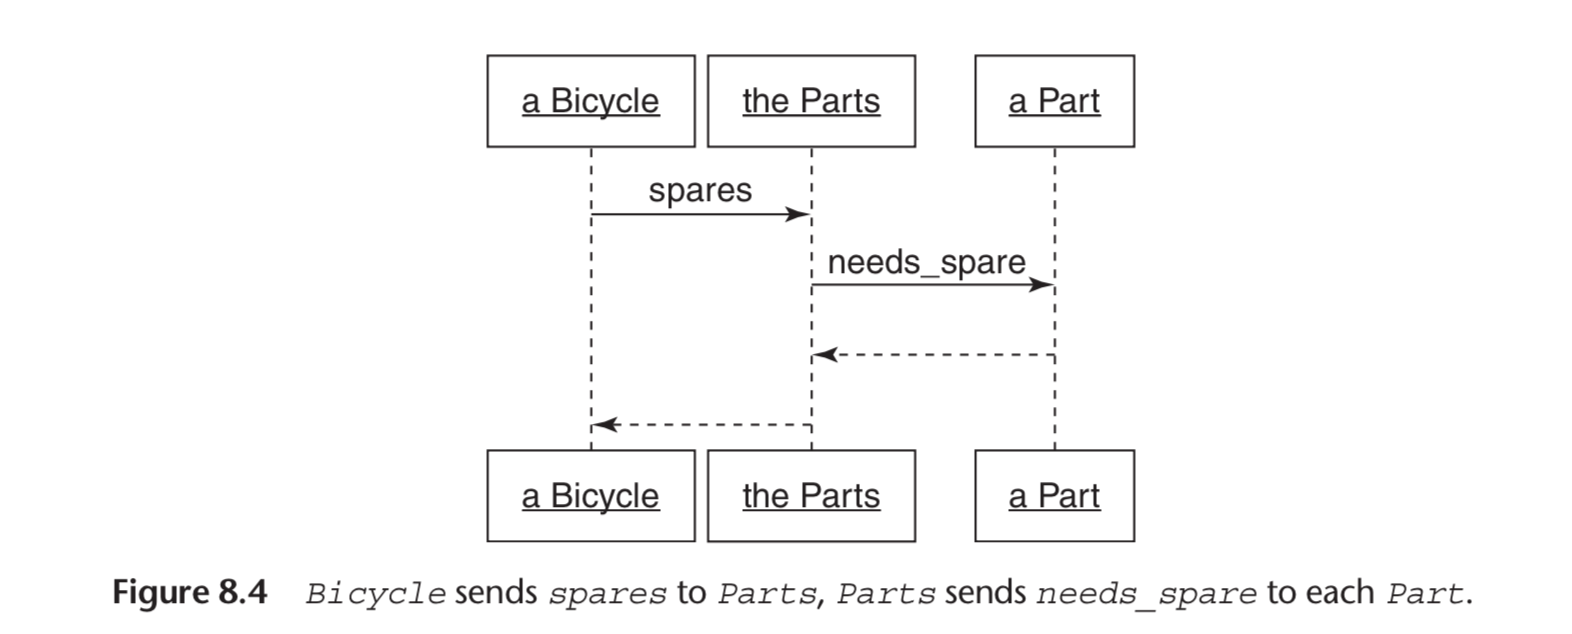 a Bicycle the Parts a Part
spares
needs_spare
a Bicycle the Parts a Part
Figure 8.4 Bicycle sends spares to Parts, Parts sends needs_spare to each Part.